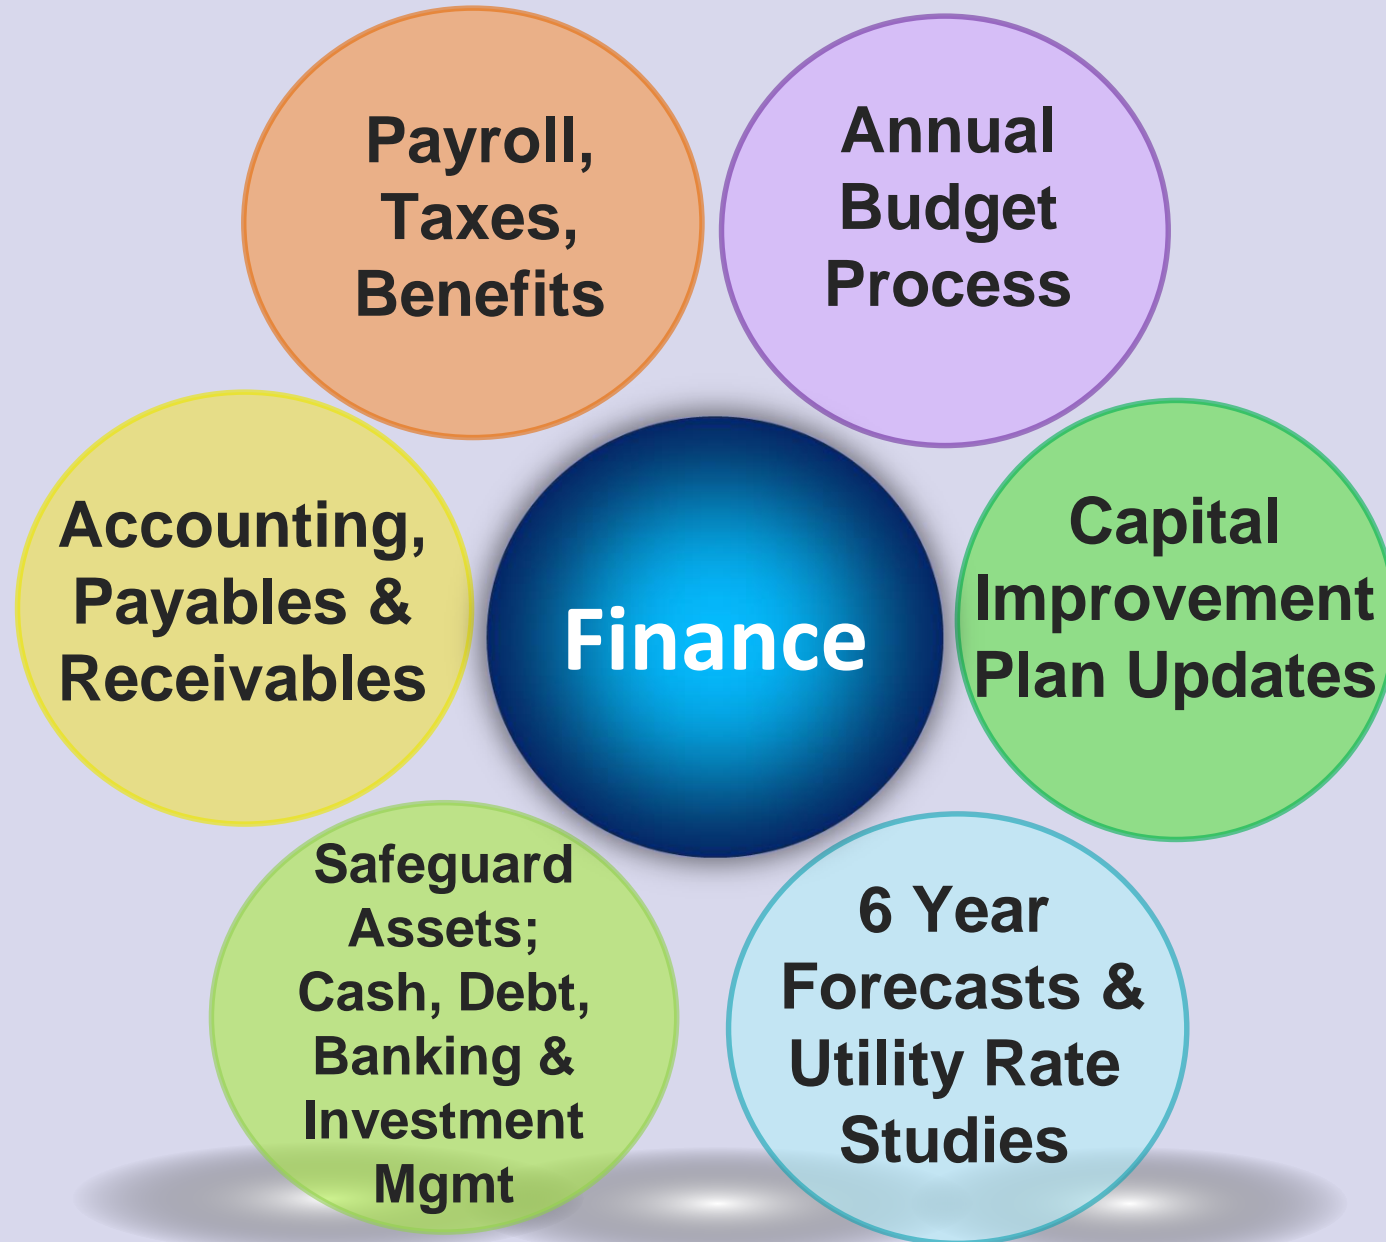 Payroll,
Taxes,
Benefits
Annual
Budget
Process
Accounting,
Payables &
Receivables
Finance
Capital
Improvement
Plan Updates
Safeguard
Assets;
Cash, Debt,
Banking &
Investment
Mgmt
6 Year
Forecasts &
Utility Rate
Studies